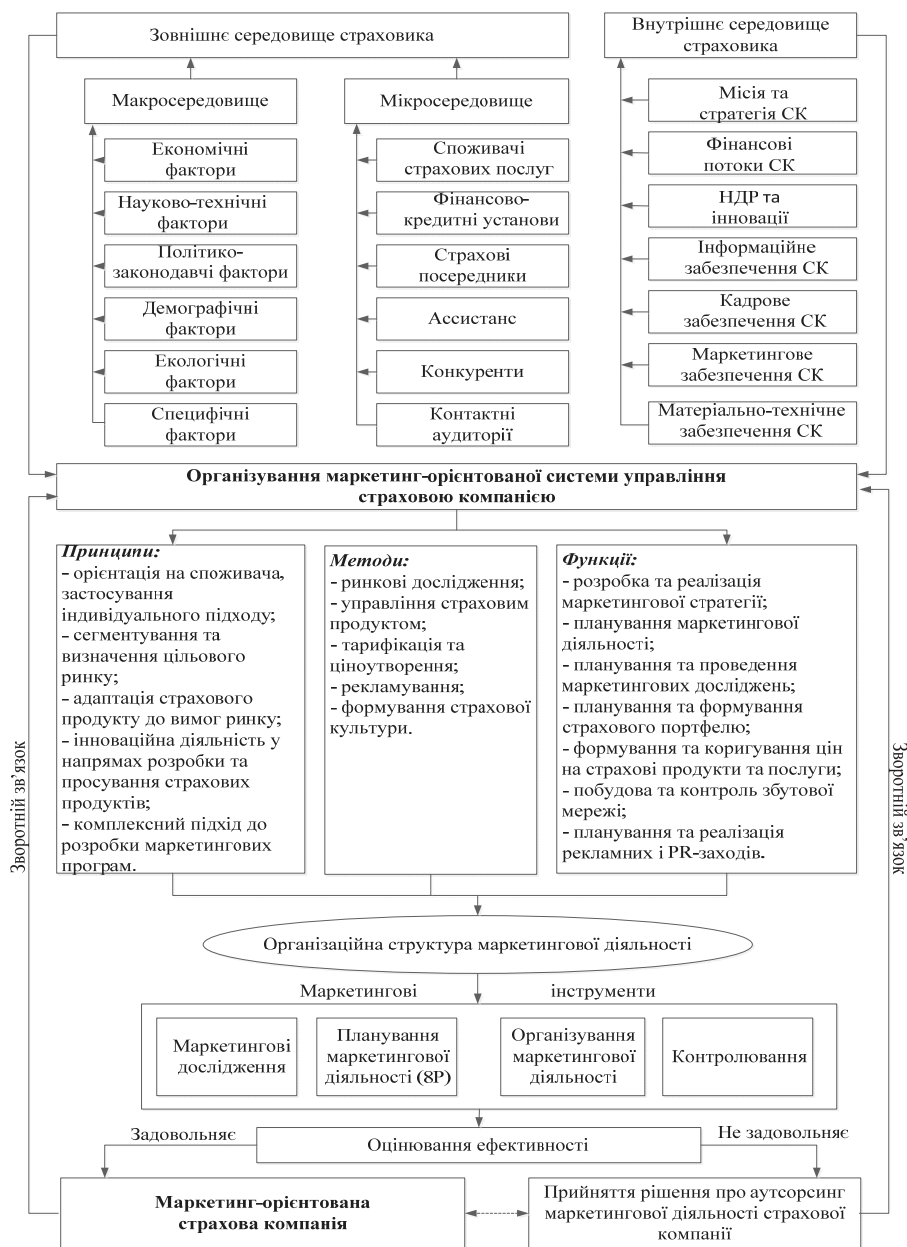 Зовнішнє середовище страховика
Внутрішнє середовище
страховика
Макросередовище
Економічні
фактори
Науково-технічні
фактори
Політико-
законодавчі фактори
Демографічні
фактори
Екологічні
фактори
Специфічні
фактори
Мікросередовище
Споживачі
страхових послуг
Фінансово-
кредитні установи
Страхові
посередники
Ассистанс
Конкуренти
Контактні
аудиторії
Місія та
стратегія СК
Фінансові
потоки СК
НДР та
інновації
Інформаційне
забезпечення СК
Кадрове
забезпечення СК
Маркетингове
забезпечення СК
Матеріально-технічне
забезпечення СК
Організування маркетинг-орієнтованої системи управління
страховою компанією
Принципи:
- орієнтація на споживача,
застосування
індивідуального підходу;
- сегментування та
визначення цільового
ринку;
- адаптація страхового
продукту до вимог ринку;
- інноваційна діяльність у
напрямах розробки та
просування страхових
продуктів;
- комплексний підхід до
розробки маркетингових
програм.
Методи:
- ринкові дослідження;
- управління страховим
продуктом;
- тарифікація та
ціноутворення;
- рекламування;
- формування страхової
культури.
Функції:
- розробка та реалізація
маркетингової стратегії;
- планування маркетингової
діяльності;
- планування та проведення
маркетингових досліджень;
- планування та формування
страхового портфелю;
- формування та коригування цін
на страхові продукти та послуги;
- побудова та контроль збутової
мережі;
- планування та реалізація
рекламних і PR-заходів.
Зворотній зв’язок
Зворотній зв’язок
Організаційна структура маркетингової діяльності
Маркетингові інструменти
Маркетингові
дослідження
Планування
маркетингової
діяльності (8Р)
Організування
маркетингової
діяльності
Контролювання
Задовольняє
Оцінювання ефективності
Не задовольняє
Маркетинг-орієнтована
страхова компанія
Прийняття рішення про аутсорсинг
маркетингової діяльності страхової
компанії